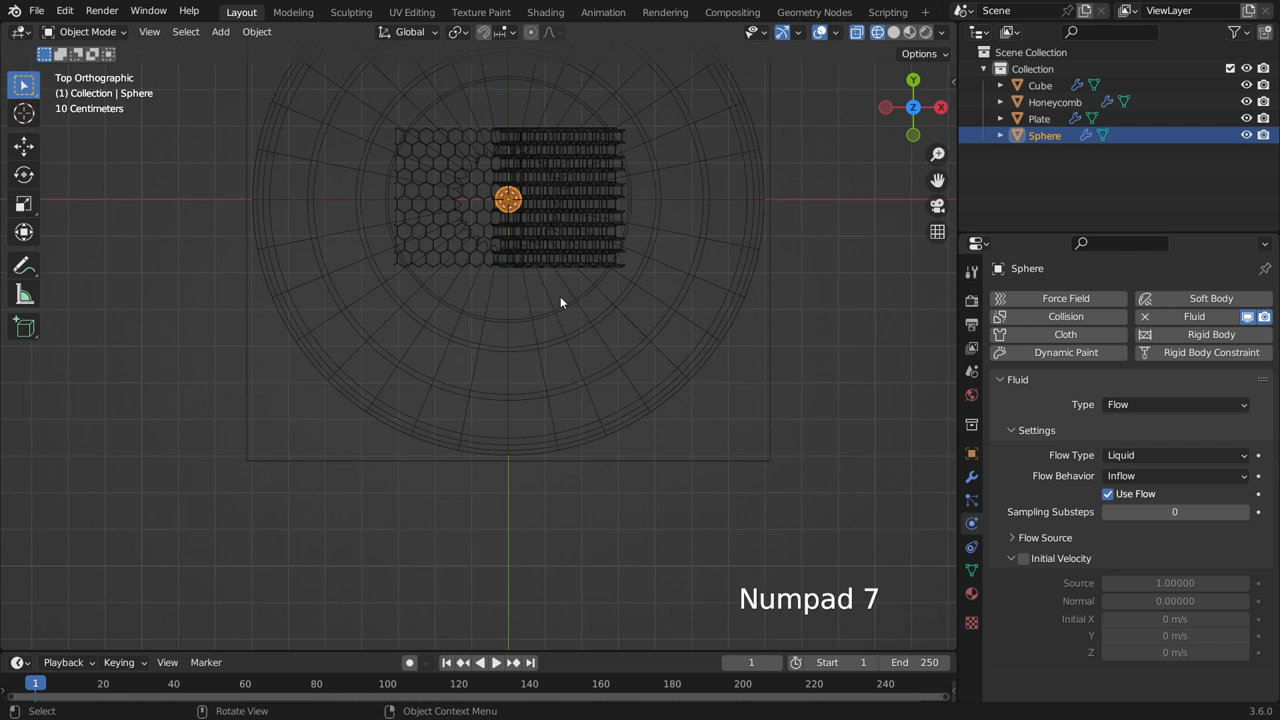 File Edit Render Window Help Layout Modeling Sculpting UV Editing Texture Paint Shading Animation Rendering Compositing Geometry Nodes Scripting + Scene ViewLayer
Object Mode View Select Add Object Global
Options
Top Orthographic
(1) Collection | Sphere
10 Centimeters
Y
Z
X
Numpad 7
Scene Collection
Collection
Cube
Honeycomb
Plate
Sphere
Sphere
Force Field Soft Body
Collision Fluid
Cloth Rigid Body
Dynamic Paint Rigid Body Constraint
Fluid
Type Flow
Settings
Flow Type Liquid
Flow Behavior Inflow
Use Flow
Sampling Substeps 0
Flow Source
Initial Velocity
Source 1.00000
Normal 0.00000
Initial X 0 m/s
Y 0 m/s
Z 0 m/s
Playback Keying View Marker 1 Start 1 End 250
1 20 40 60 80 100 120 140 160 180 200 220 240
Select Rotate View Object Context Menu 3.6.0